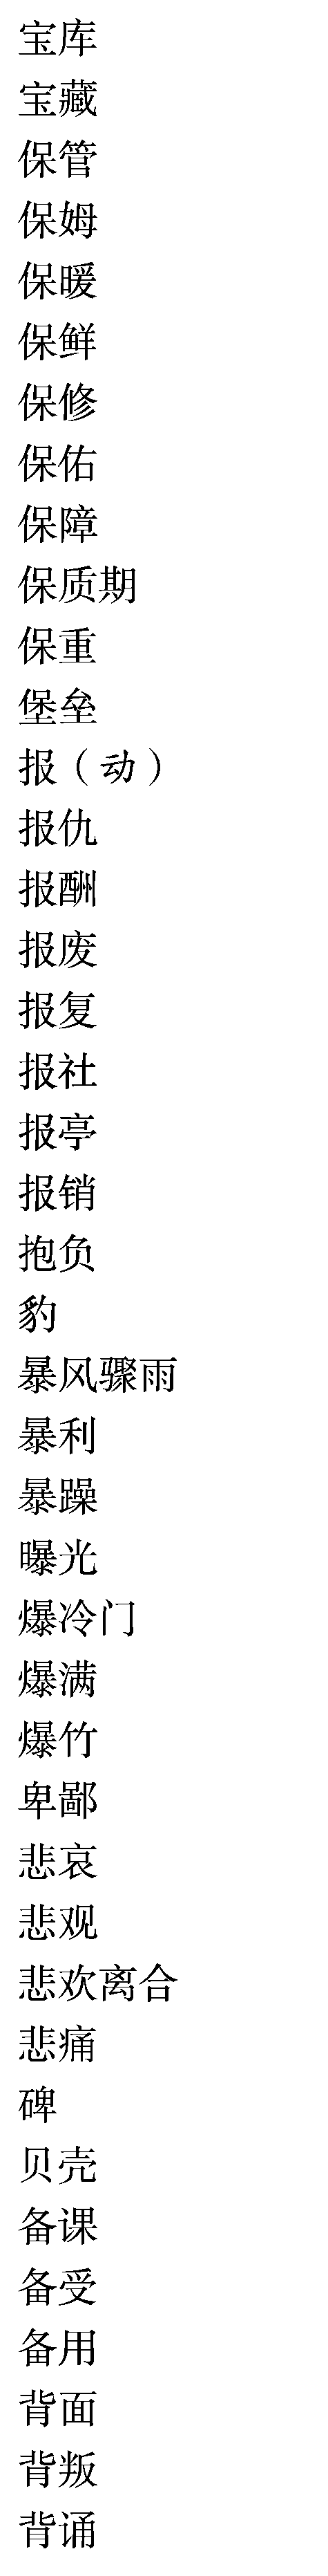 宝库
宝藏
保管
保姆
保暖
保鲜
保修
保佑
保障
保质期
保重
堡垒
报（动）
报仇
报酬
报废
报复
报社
报亭
报销
抱负
豹
暴风骤雨
暴利
暴躁
曝光
爆冷门
爆满
爆竹
卑鄙
悲哀
悲观
悲欢离合
悲痛
碑
贝壳
备课
备受
备用
背面
背叛
背诵